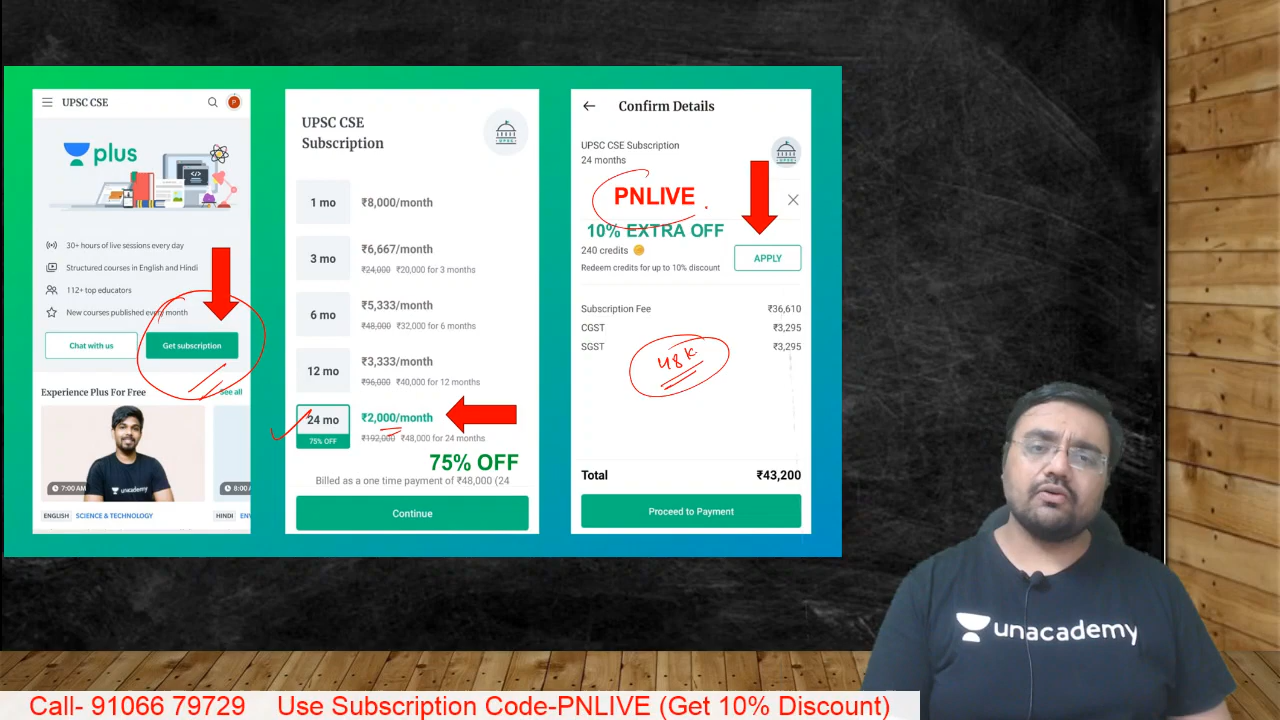 UPSC CSE
P
plus
30+ hours of live sessions every day
Structured courses in English and Hindi
112+ top educators
New courses published every month
Chat with us
Get subscription
Experience Plus For Free
See all
7:00 AM
unacademy
8:00
ENGLISH SCIENCE & TECHNOLOGY
HINDI
UPSC CSE
Subscription
UPSC
1 mo ₹8,000/month
3 mo ₹6,667/month
₹24,000 ₹20,000 for 3 months
6 mo ₹5,333/month
₹48,000 ₹32,000 for 6 months
12 mo ₹3,333/month
₹96,000 ₹40,000 for 12 months
24 mo ₹2,000/month
75% OFF ₹192,000 ₹48,000 for 24 months
75% OFF
Billed as a one time payment of ₹48,000 (24
Continue
Confirm Details
UPSC CSE Subscription
24 months
UPSC
PNLIVE
10% EXTRA OFF
240 credits
Redeem credits for up to 10% discount
APPLY
Subscription Fee ₹36,610
CGST ₹3,295
SGST ₹3,295
48K
Total ₹43,200
Proceed to Payment
unacademy
Call- 91066 79729 Use Subscription Code-PNLIVE (Get 10% Discount)